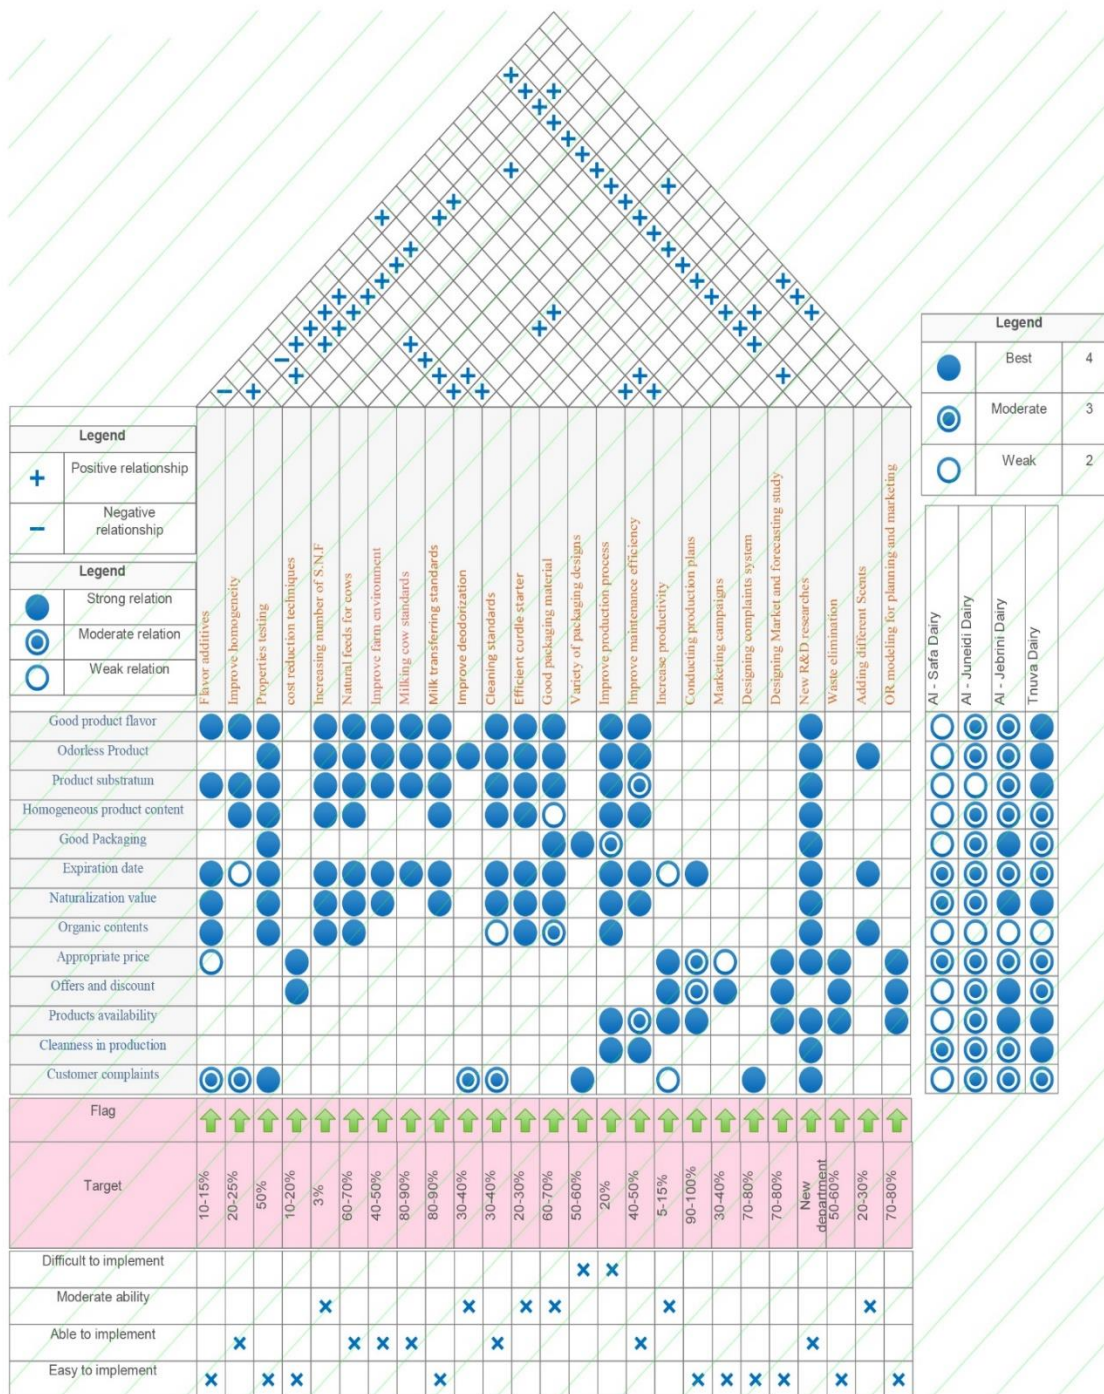 Legend
Best 4
Moderate 3
Weak 2
Legend
+ Positive relationship
− Negative
relationship
Legend
Strong relation
Moderate relation
Weak relation
Flavor additives
Improve homogeneity
Properties testing
cost reduction techniques
Increasing number of S.N.F
Natural feeds for cows
Improve farm environment
Milking cow standards
Milk transferring standards
Improve deodorization
Cleaning standards
Efficient curdle starter
Good packaging material
Variety of packaging designs
Improve production process
Improve maintenance efficiency
Increase productivity
Conducting production plans
Marketing campaigns
Designing complaints system
Designing Market and forecasting study
New R&D researches
Waste elimination
Adding different Scents
OR modeling for planning and marketing
Al - Safa Dairy
Al - Juneidi Dairy
Al - Jebrini Dairy
Tnuva Dairy
Good product flavor
Odorless Product
Product substratum
Homogeneous product content
Good Packaging
Expiration date
Naturalization value
Organic contents
Appropriate price
Offers and discount
Products availability
Cleanness in production
Customer complaints
Flag
Target
10-15%
20-25%
50%
10-20%
3%
60-70%
40-50%
80-90%
80-90%
30-40%
30-40%
20-30%
60-70%
50-60%
20%
40-50%
5-15%
90-100%
30-40%
70-80%
70-80%
New
department
50-60%
20-30%
70-80%
Difficult to implement
Moderate ability
Able to implement
Easy to implement